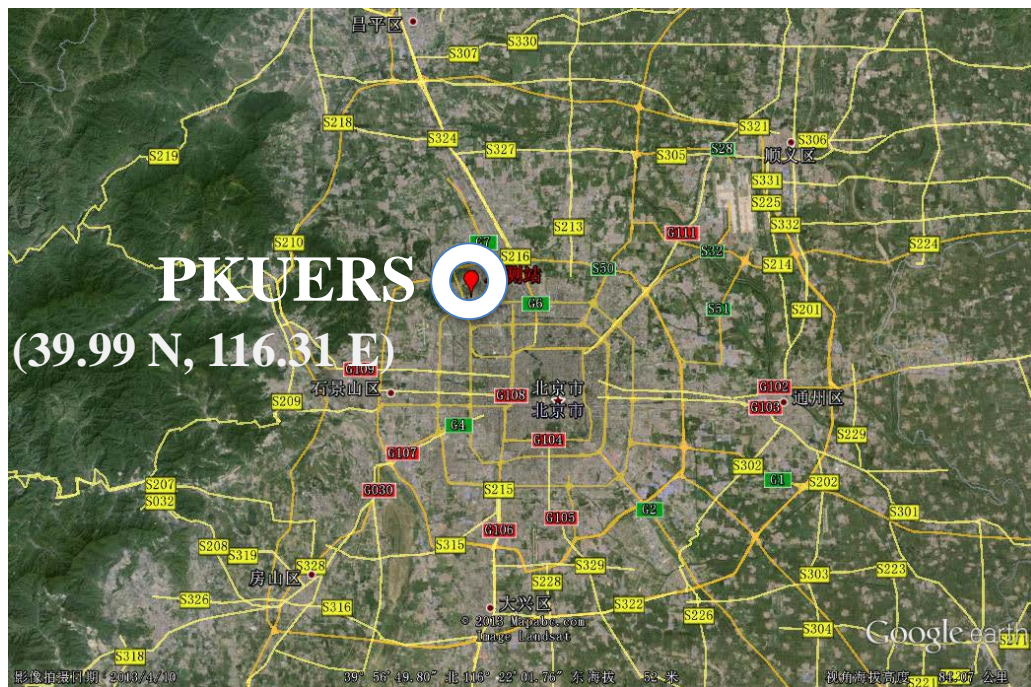 昌平区
S307
S330
S218
S324
S327
S321
S306
S219
S305
S28
顺义区
S331
S225
S210
G7
S213
G111
S332
S224
S216
S32
S214
PKUERS
测站
S50
G6
S51
S201
(39.99 N, 116.31 E)
G109
石景山区
G108
北京市
北京市
G102
G103
通州区
S209
G4
G104
S229
G107
S302
G1
S202
S207
S032
G030
S215
G2
S301
G105
G106
S208
S319
S328
S315
S329
房山区
S228
S303
S223
S326
S316
大兴区
S322
S226
© 2013 Mapabc.com
Image Landsat
S304
Google earth
S318
影像拍摄日期 2013/4/10
39° 56′49.80″ 北 116° 22′01.76″ 东 海拔 52 米
视角海拔高度 84.07 公里
S221